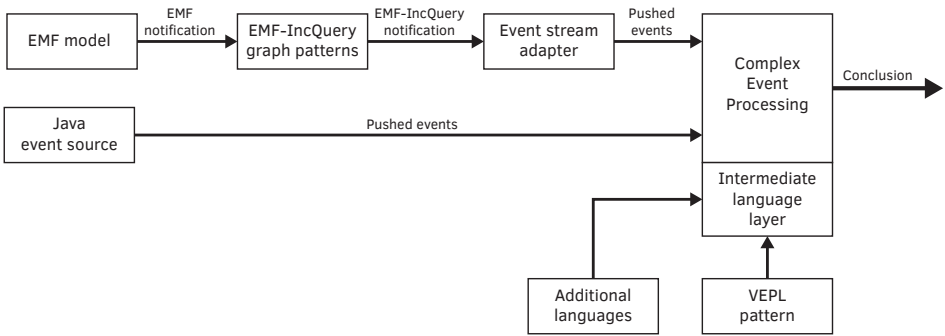 EMF model
EMF
notification
EMF-IncQuery
graph patterns
EMF-IncQuery
notification
Event stream
adapter
Pushed
events
Complex
Event
Processing
Conclusion
Java
event source
Pushed events
Intermediate
language
layer
Additional
languages
VEPL
pattern